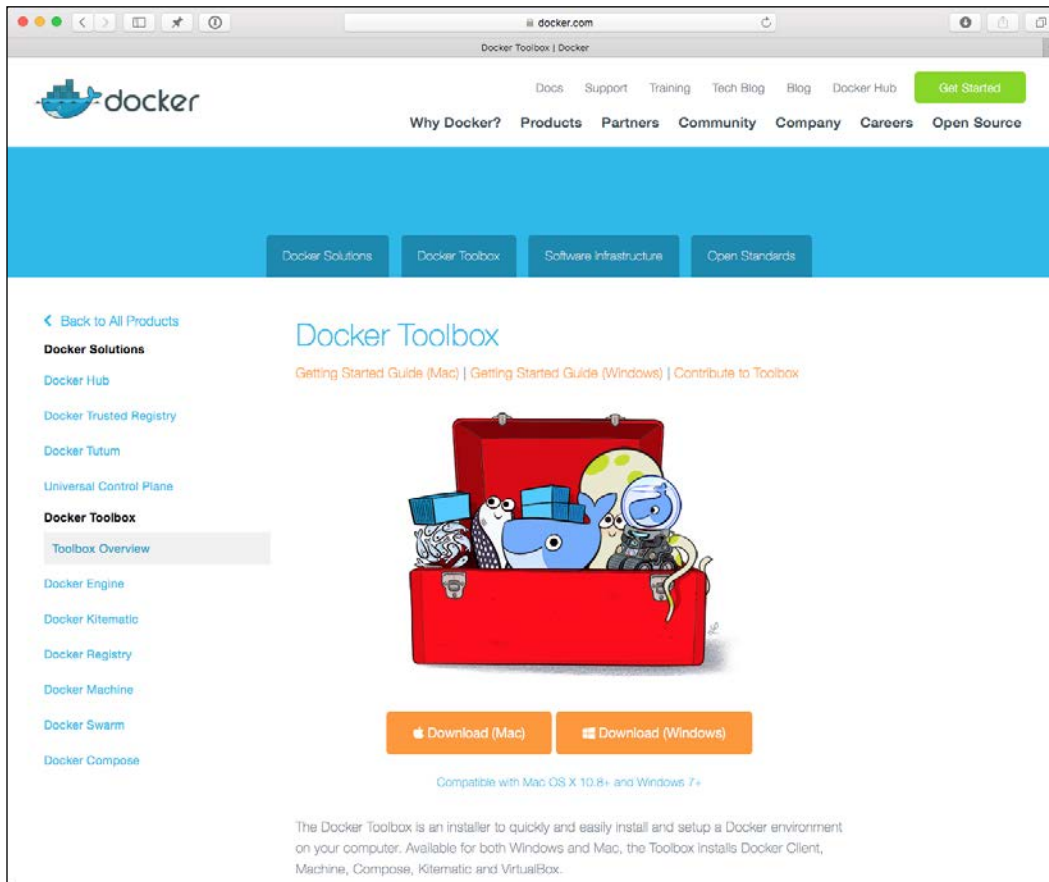 docker.com
Docker Toolbox | Docker
docker
Docs Support Training Tech Blog Blog Docker Hub Get Started
Why Docker? Products Partners Community Company Careers Open Source
Docker Solutions Docker Toolbox Software Infrastructure Open Standards
Back to All Products
Docker Solutions
Docker Hub
Docker Trusted Registry
Docker Tutum
Universal Control Plane
Docker Toolbox
Toolbox Overview
Docker Engine
Docker Kitematic
Docker Registry
Docker Machine
Docker Swarm
Docker Compose
Docker Toolbox
Getting Started Guide (Mac) | Getting Started Guide (Windows) | Contribute to Toolbox
Download (Mac) Download (Windows)
Compatible with Mac OS X 10.8+ and Windows 7+
The Docker Toolbox is an installer to quickly and easily install and setup a Docker environment
on your computer. Available for both Windows and Mac, the Toolbox installs Docker Client,
Machine, Compose, Kitematic and VirtualBox.